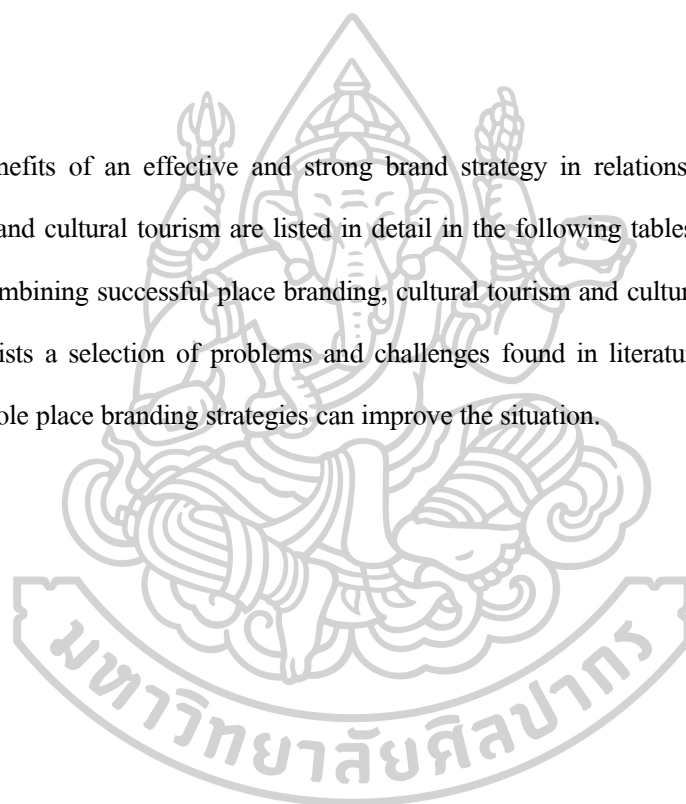 nefits of an effective and strong brand strategy in relations
and cultural tourism are listed in detail in the following tables
mbining successful place branding, cultural tourism and cultur
ists a selection of problems and challenges found in literatur
ole place branding strategies can improve the situation.
มหาวิทยาลัยศิลปากร